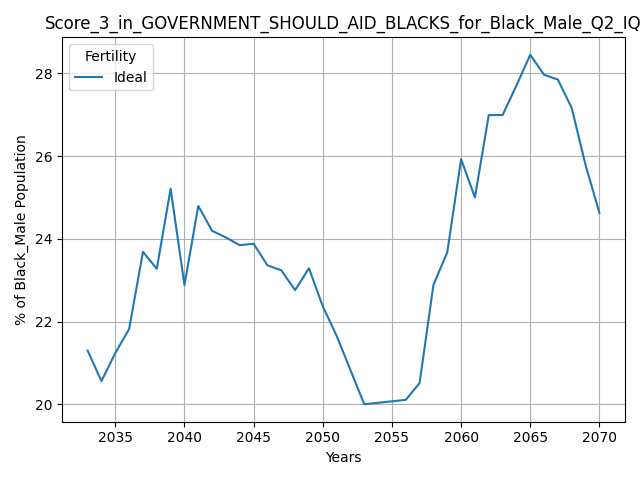 Score_3_in_GOVERNMENT_SHOULD_AID_BLACKS_for_Black_Male_Q2_IQ
Fertility
Ideal
28
26
24
22
20
% of Black_Male Population
2035 2040 2045 2050 2055 2060 2065 2070
Years